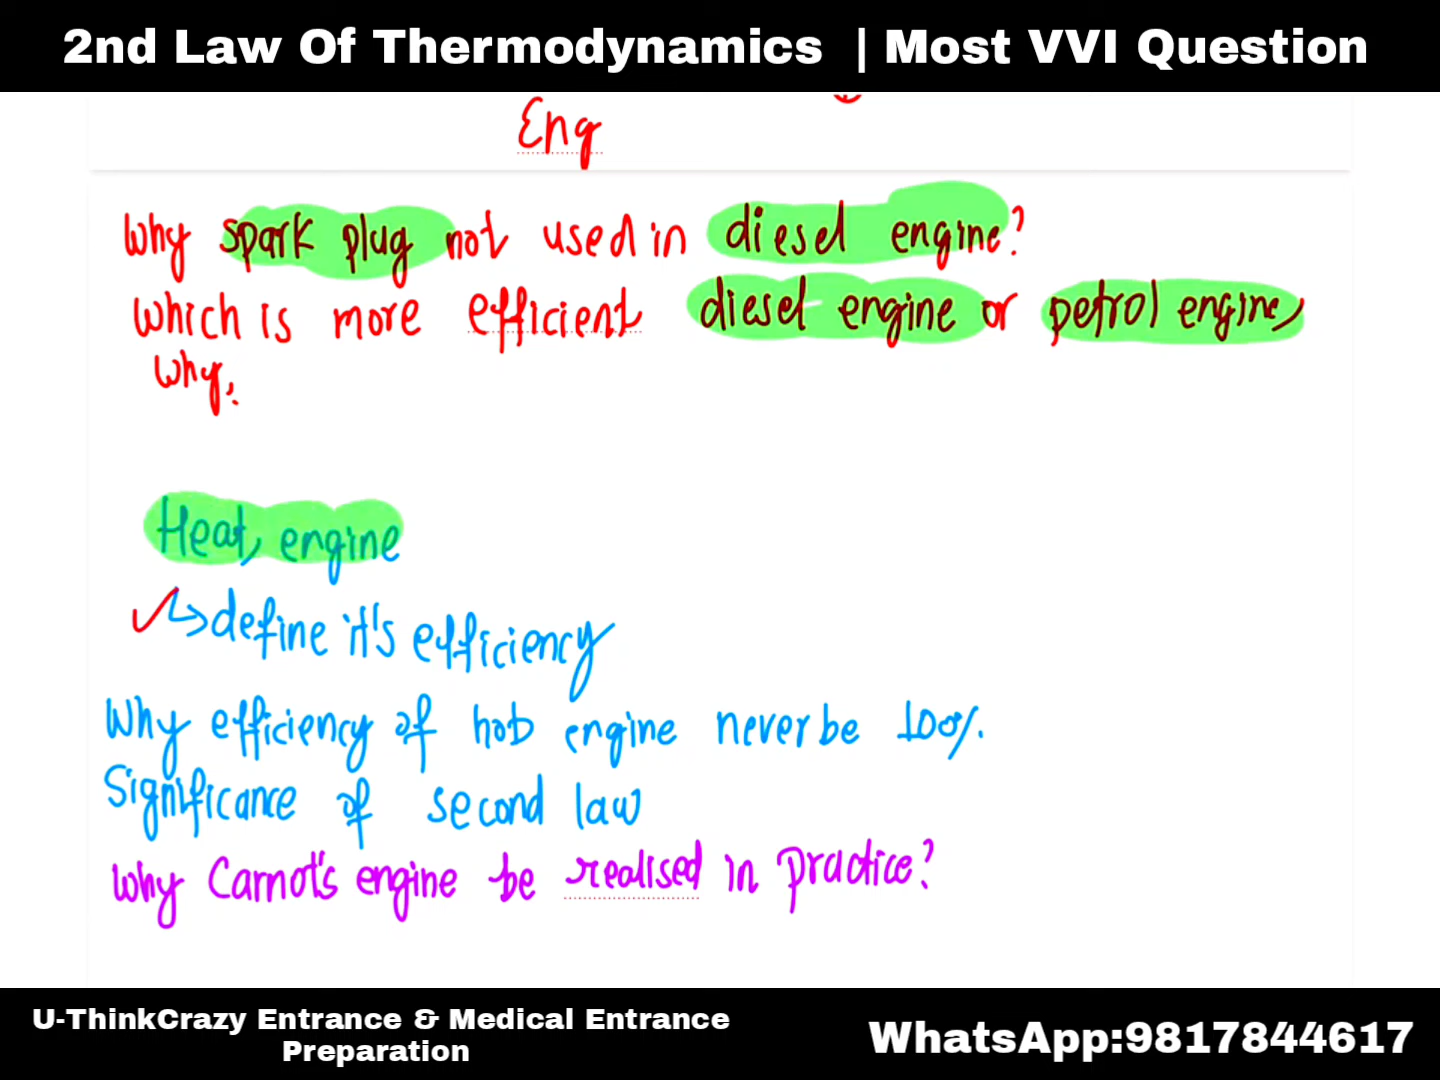 2nd Law Of Thermodynamics | Most VVI Question
Eng
Why spark plug not used in diesel engine?
Which is more efficient diesel engine or petrol engine,
Why?
Heat, engine
✓↳ define it's efficiency
Why efficiency of hot engine never be 100%.
Significance of second law
Why Carnot's engine be realised in practice?
U-ThinkCrazy Entrance & Medical Entrance
Preparation
WhatsApp:9817844617